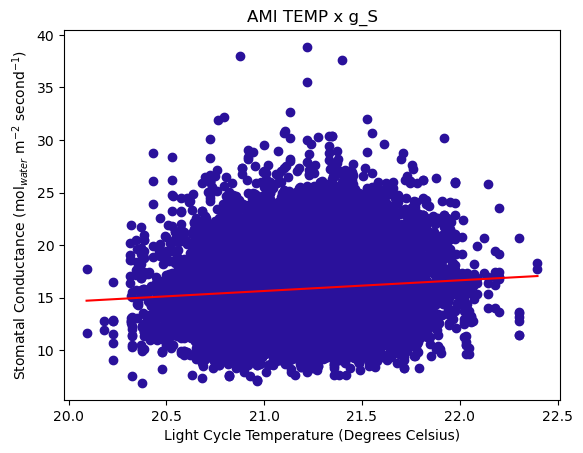 AMI TEMP x g_S
Stomatal Conductance (mol_water m⁻² second⁻¹)
40
35
30
25
20
15
10
20.0 20.5 21.0 21.5 22.0 22.5
Light Cycle Temperature (Degrees Celsius)